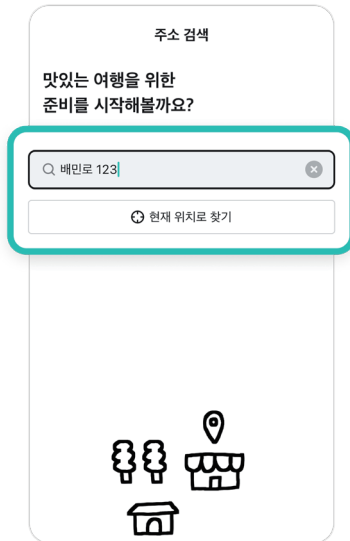 주소 검색
맛있는 여행을 위한
준비를 시작해볼까요?
배민로 123
현재 위치로 찾기